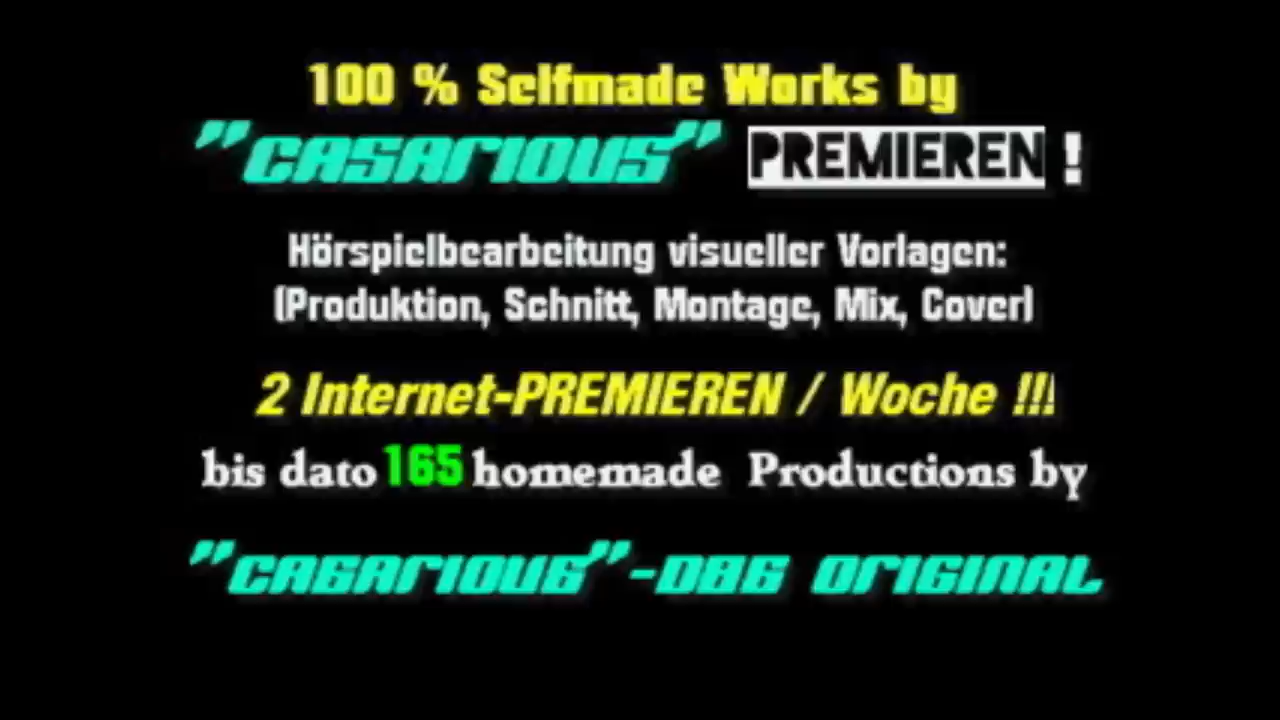 100 % Selfmade Works by
"CASARIOUS" PREMIEREN !
Hörspielbearbeitung visueller Vorlagen:
(Produktion, Schnitt, Montage, Mix, Cover)
2 Internet-PREMIEREN / Woche !!!
bis dato 165 homemade Productions by
"CASARIOUS"-DAS ORIGINAL